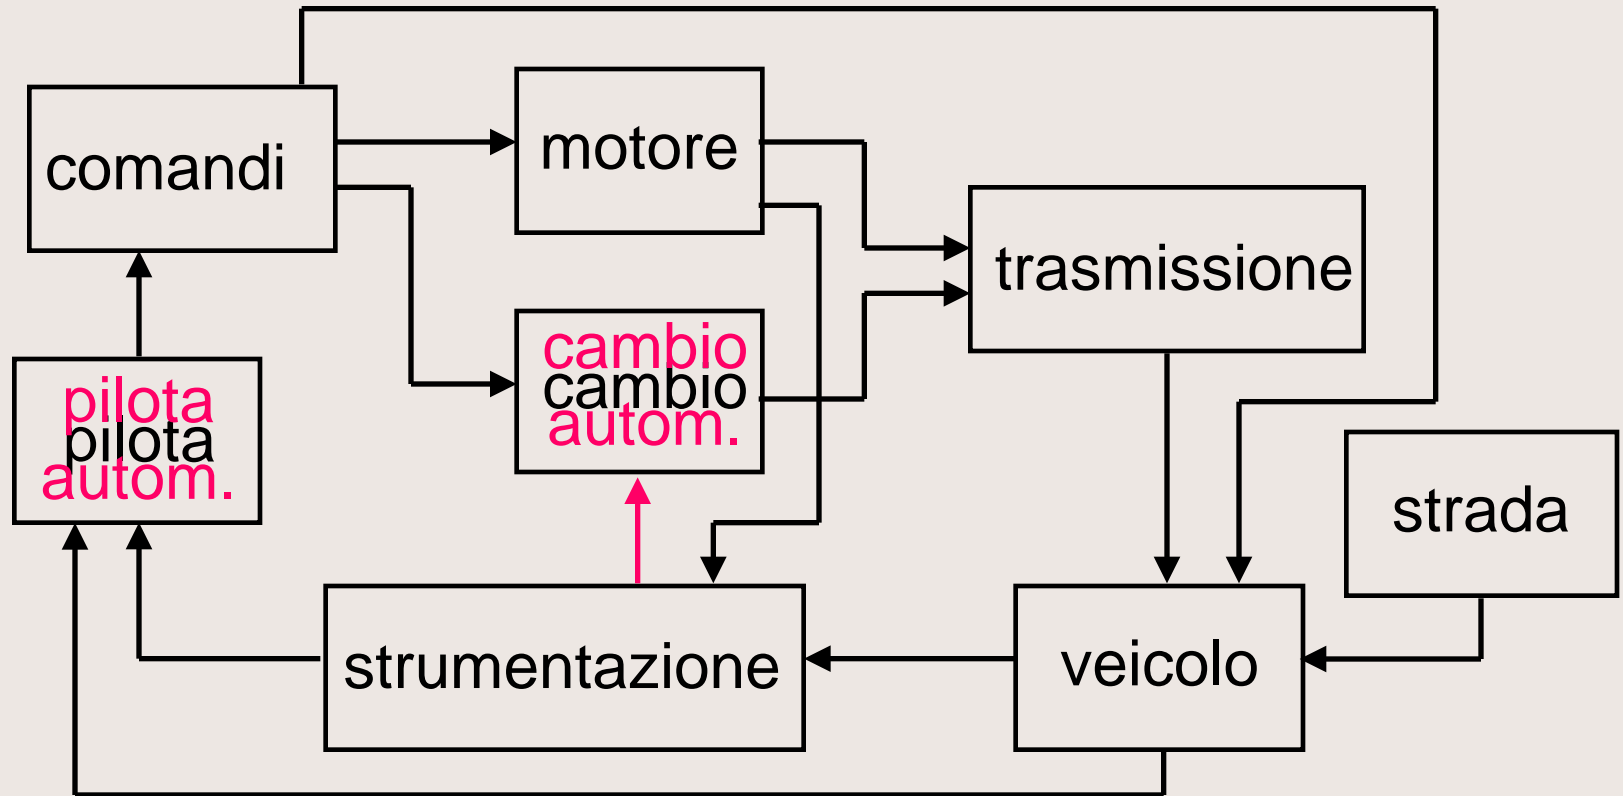 comandi
motore
trasmissione
cambio
cambio
autom.
pilota
pilota
autom.
strada
strumentazione
veicolo